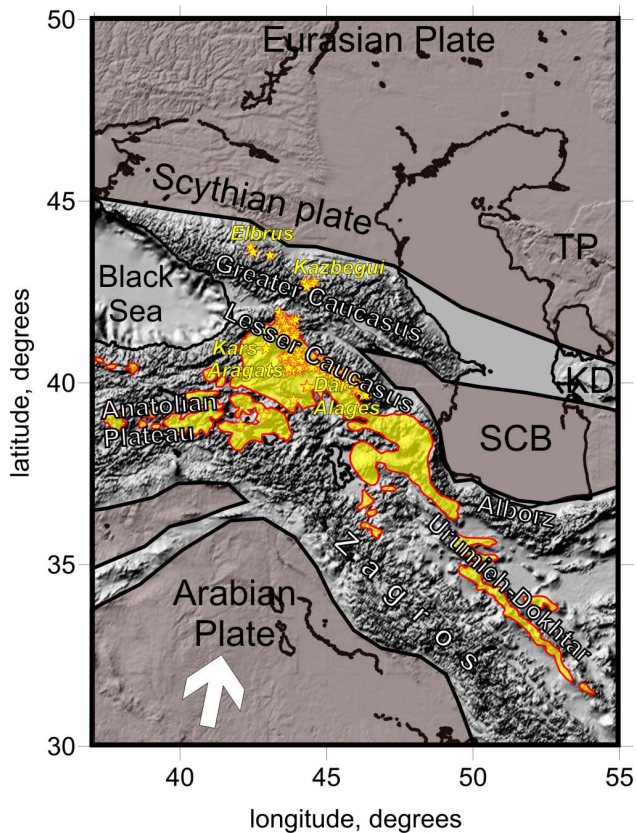 50
Eurasian Plate
45
Scythian plate
Elbrus
TP
Kazbegui
Black
Sea
Greater Caucasus
Lesser Caucasus
Kars
Aragats
40
Dar-
Alages
KD
Anatolian
Plateau
SCB
Alborz
Urumieh-Dokhtar
35
Zagros
Arabian
Plate
30
40
45
50
55
latitude, degrees
longitude, degrees